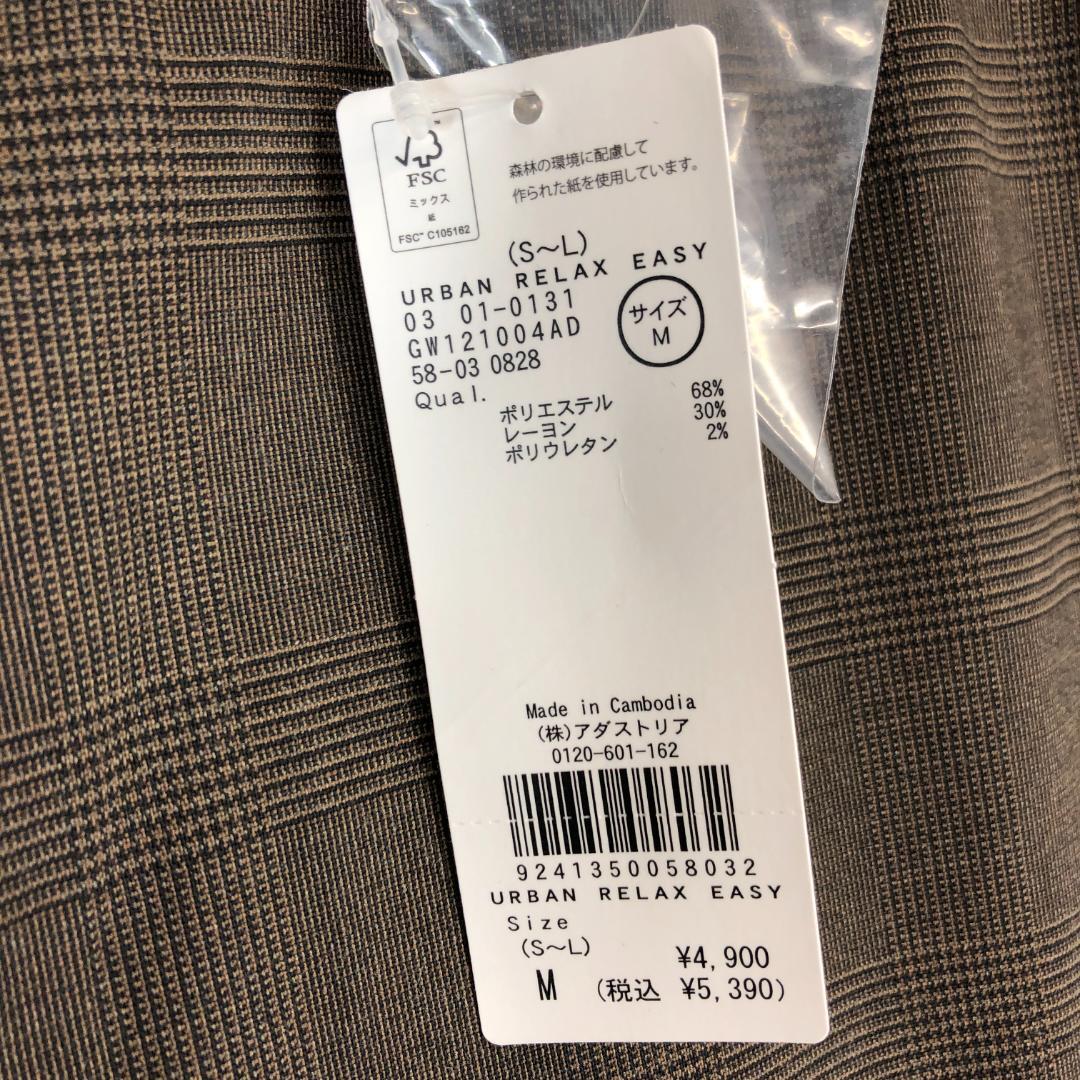 FSC
ミックス
紙
FSC™ C105162
森林の環境に配慮して
作られた紙を使用しています。
(S~L)
URBAN RELAX EASY
03 01-0131
GW121004AD
58-03 0828
サイズ
M
Qual.
ポリエステル 68%
レーヨン 30%
ポリウレタン 2%
Made in Cambodia
(株)アダストリア
0120-601-162
9241350058032
URBAN RELAX EASY
Size
(S~L)
M
¥4,900
(税込 ¥5,390)